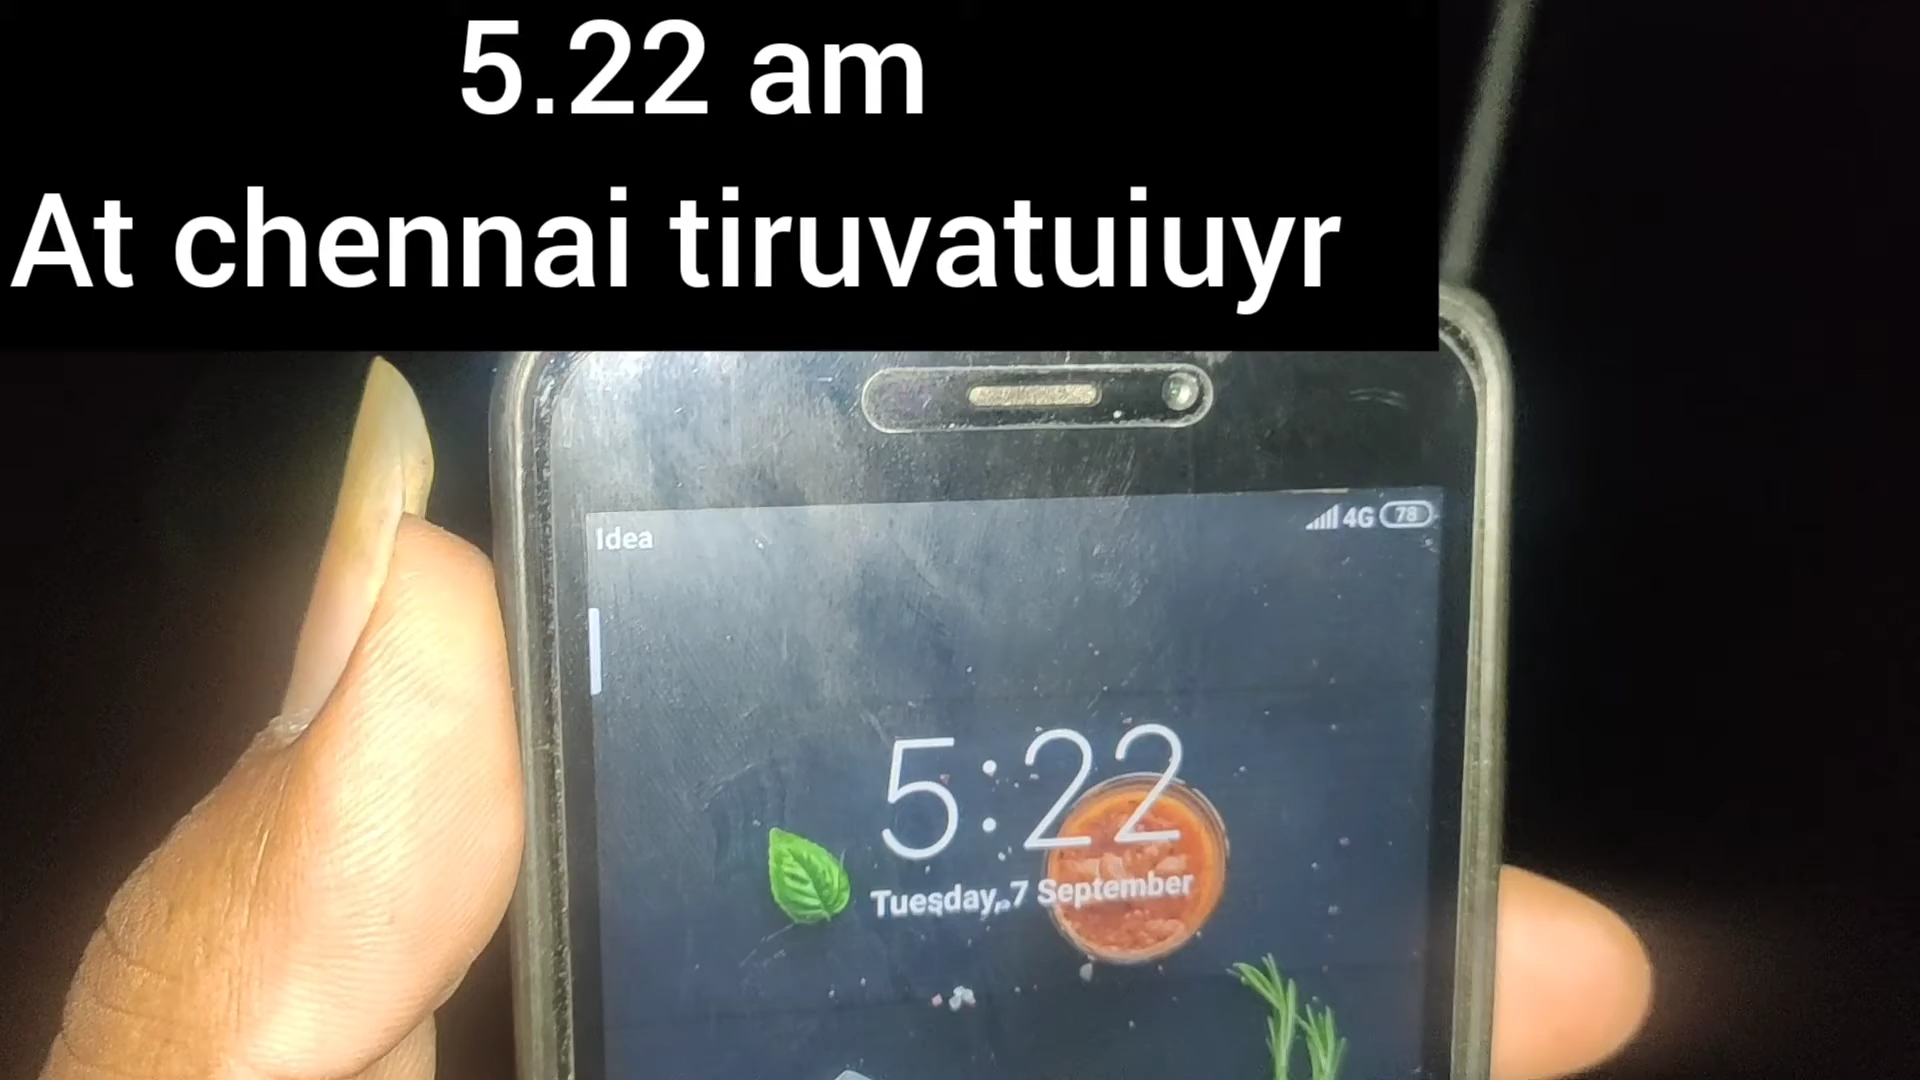 5.22 am
At chennai tiruvatuiuyr
Idea 4G 78
5:22
Tuesday, 7 September